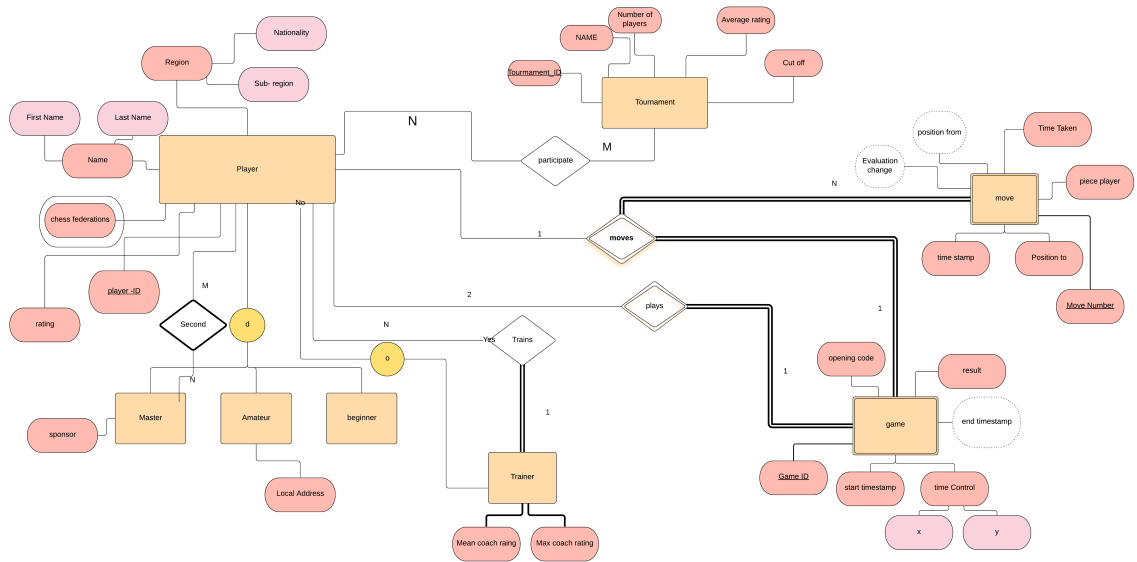 Number of
players
Average rating
Nationality
NAME
Region
Cut off
Tournament_ID
Sub- region
Tournament
First Name
Last Name
N
Time Taken
position from
M
Name
participate
Evaluation
change
Player
piece player
N
No
move
chess federations
1
moves
time stamp
Position to
M
player -ID
2
plays
Move Number
1
rating
Second
d
N
Yes
Trains
o
opening code
1
result
N
Master
Amateur
beginner
1
sponsor
game
end timestamp
Trainer
Game ID
start timestamp
time Control
Local Address
x
y
Mean coach raing
Max coach rating